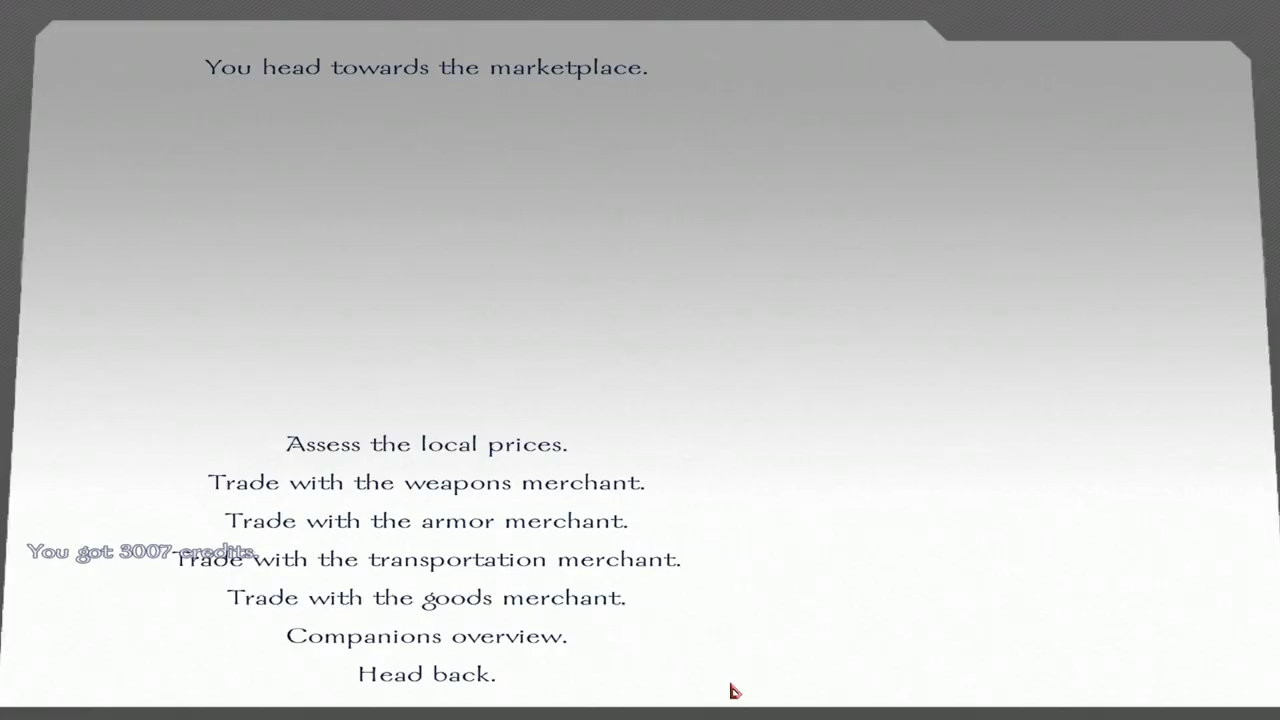 You head towards the marketplace.
Assess the local prices.
Trade with the weapons merchant.
Trade with the armor merchant.
You got 3007 credits.
Trade with the transportation merchant.
Trade with the goods merchant.
Companions overview.
Head back.